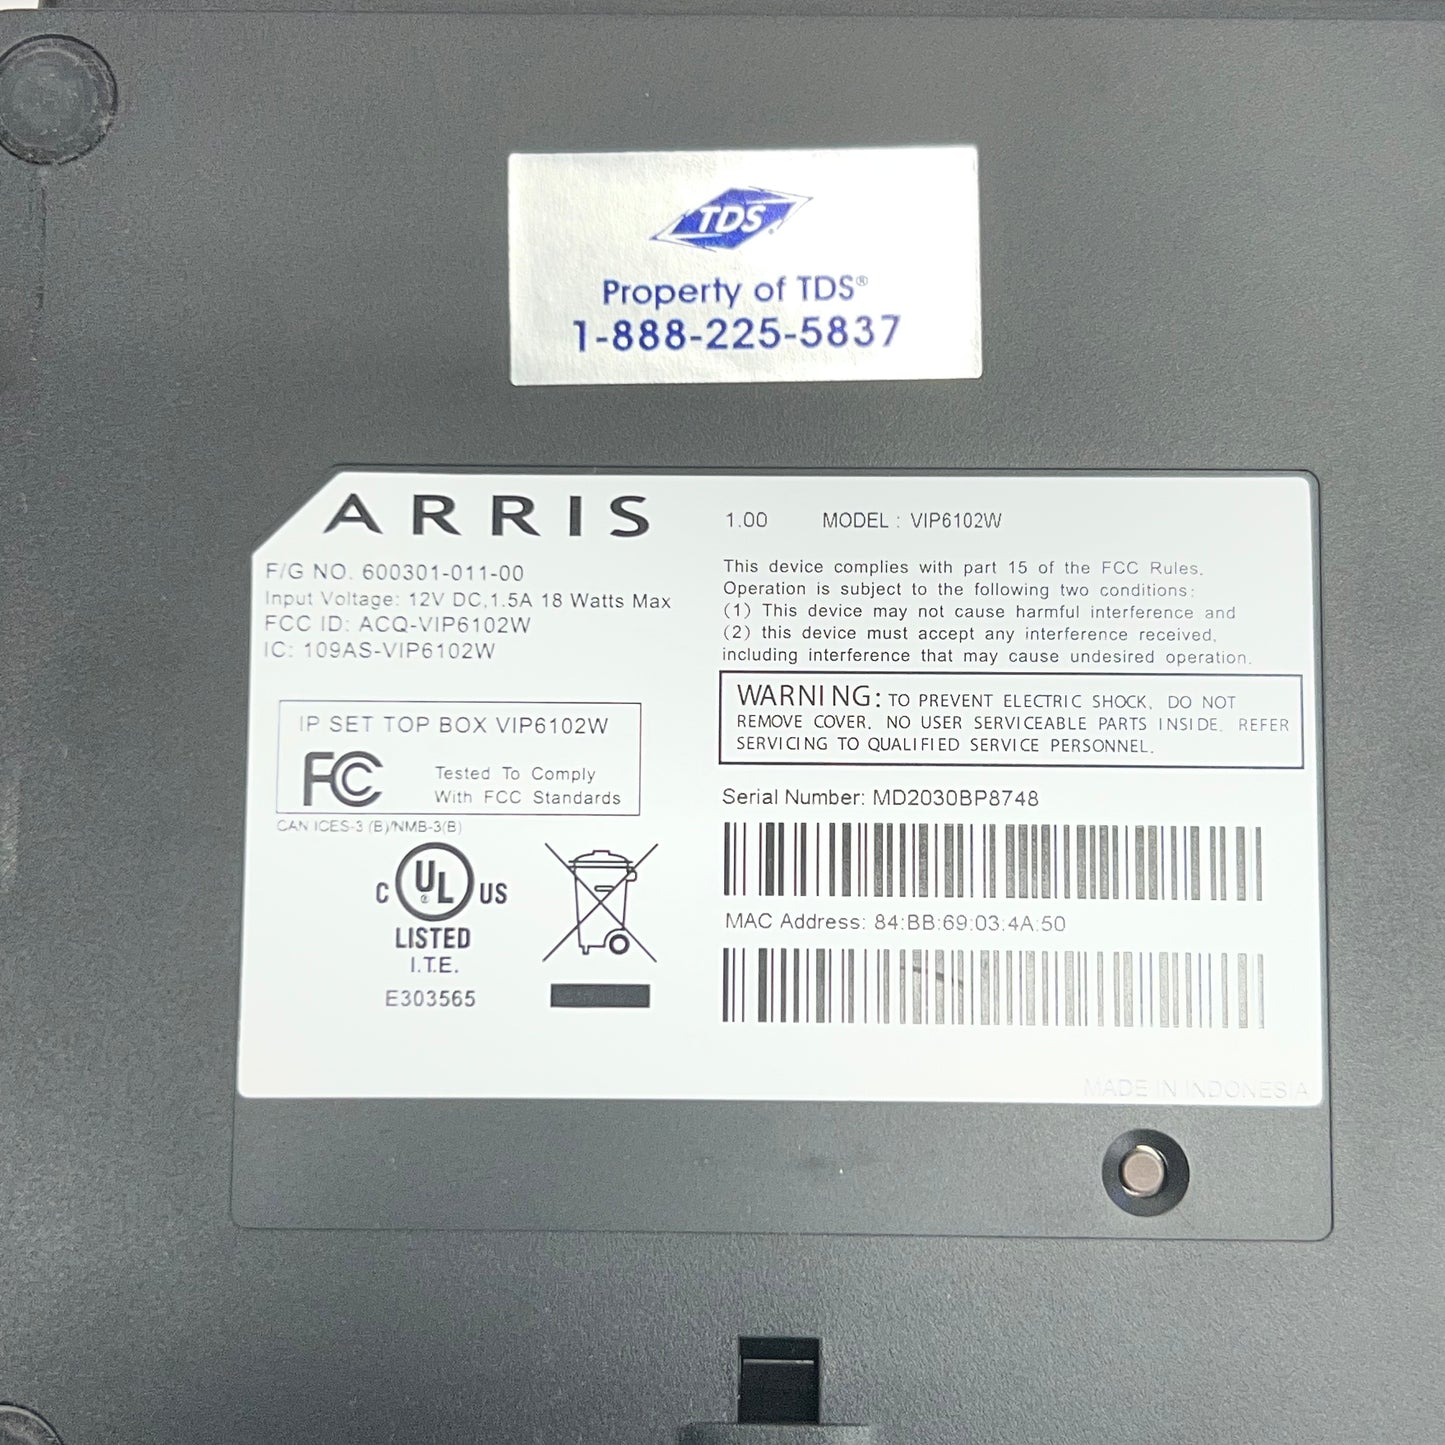 TDS®
Property of TDS®
1-888-225-5837
ARRIS
F/G NO. 600301-011-00
Input Voltage: 12V DC,1.5A 18 Watts Max
FCC ID: ACQ-VIP6102W
IC: 109AS-VIP6102W
IP SET TOP BOX VIP6102W
FC
Tested To Comply
With FCC Standards
CAN ICES-3 (B)/NMB-3(B)
C UL® US
LISTED
I.T.E.
E303565
1.00 MODEL : VIP6102W
This device complies with part 15 of the FCC Rules.
Operation is subject to the following two conditions:
(1) This device may not cause harmful interference and
(2) this device must accept any interference received,
including interference that may cause undesired operation.
WARNING: TO PREVENT ELECTRIC SHOCK, DO NOT
REMOVE COVER. NO USER SERVICEABLE PARTS INSIDE. REFER
SERVICING TO QUALIFIED SERVICE PERSONNEL.
Serial Number: MD2030BP8748
MAC Address: 84:BB:69:03:4A:50
MADE IN INDONESIA